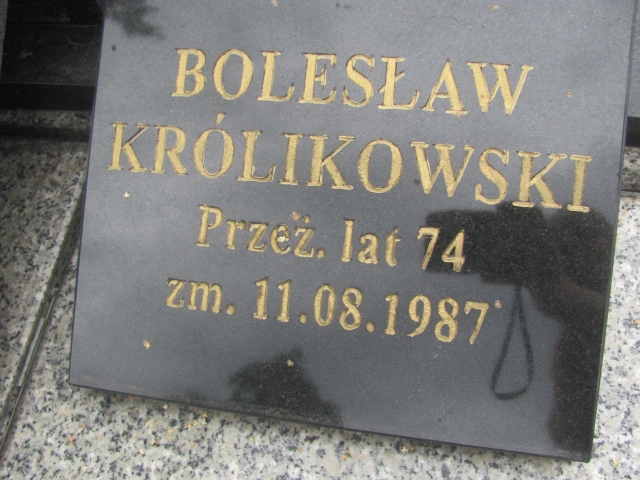 BOLESŁAW
KRÓLIKOWSKI
Przeż. lat 74
zm. 11.08.1987